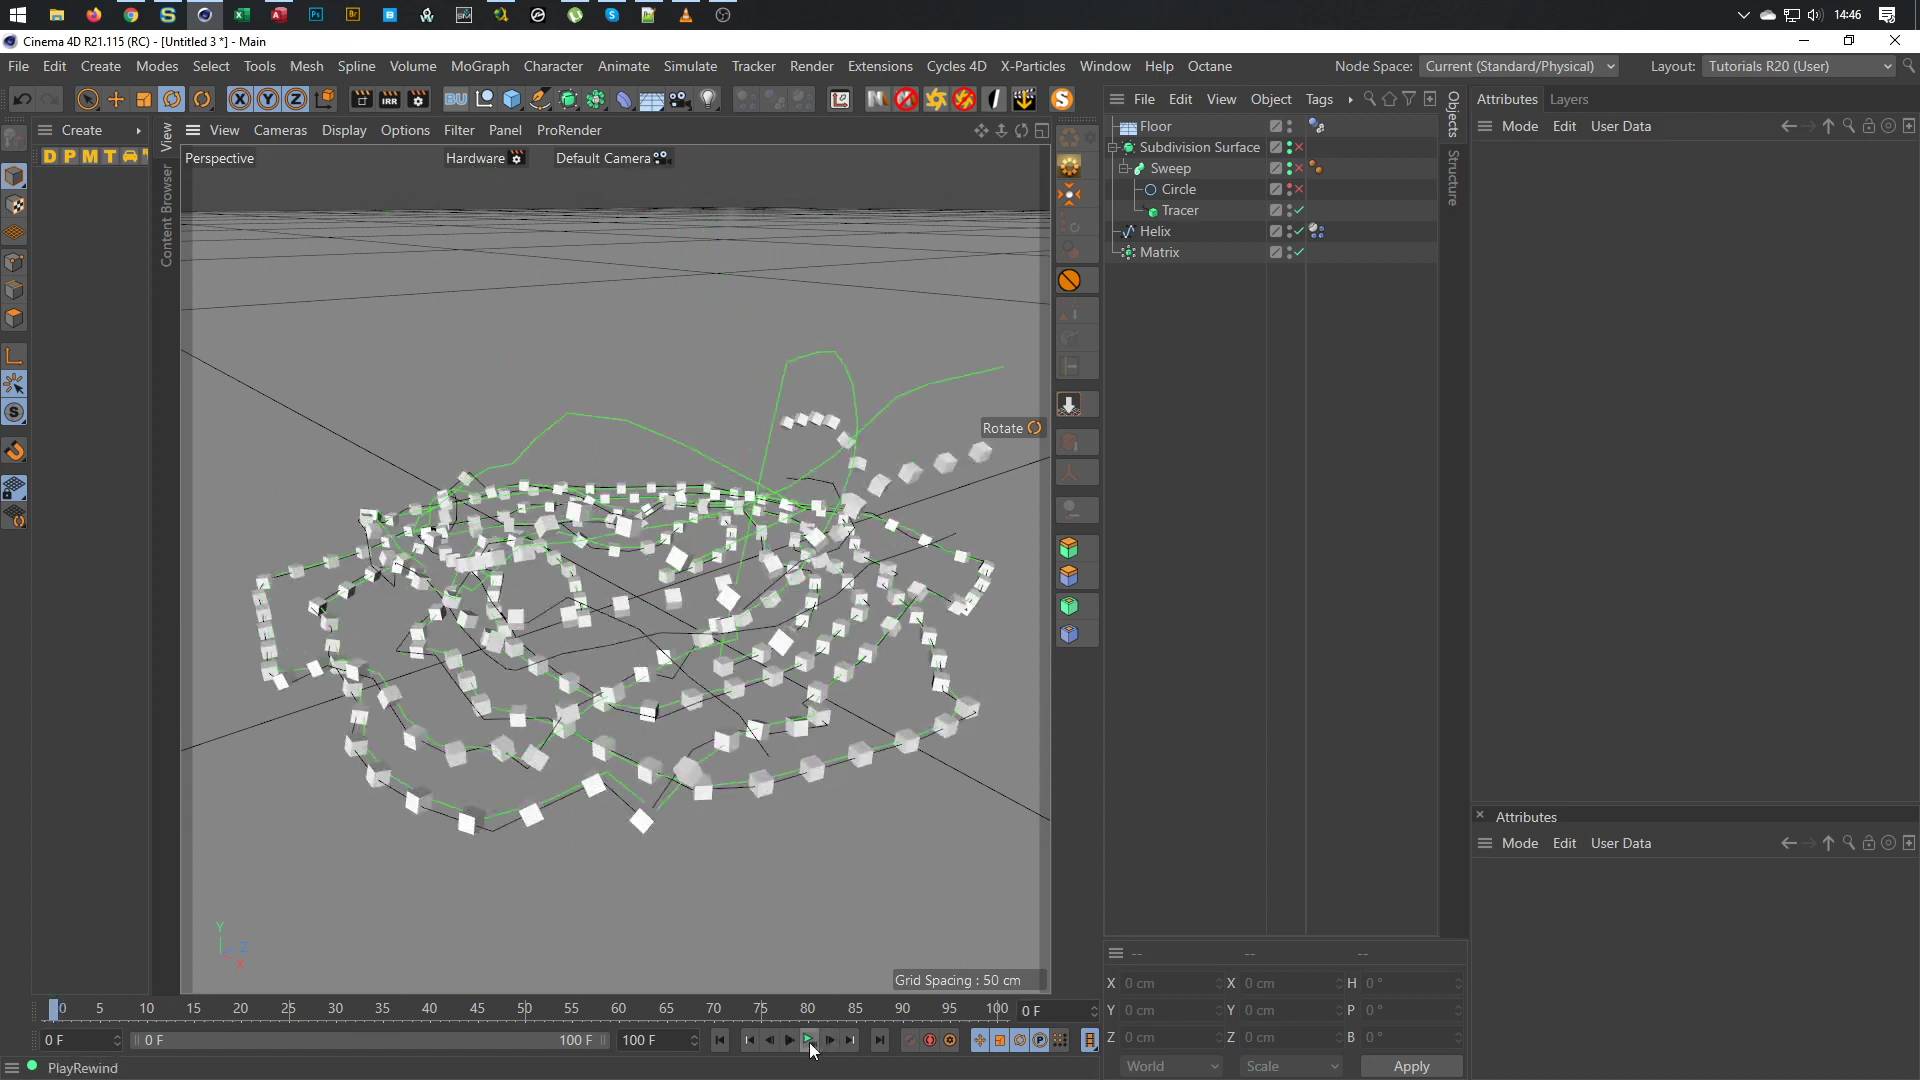 14:46
Cinema 4D R21.115 (RC) - [Untitled 3 *] - Main
File Edit Create Modes Select Tools Mesh Spline Volume MoGraph Character Animate Simulate Tracker Render Extensions Cycles 4D X-Particles Window Help Octane Node Space: Current (Standard/Physical) Layout: Tutorials R20 (User)
File Edit View Object Tags
Attributes Layers
Create
View Cameras Display Options Filter Panel ProRender
Mode Edit User Data
D P M T
Perspective Hardware Default Camera
View
Content Browser
Objects
Structure
Floor
Subdivision Surface
Sweep
Circle
Tracer
Helix
Matrix
Rotate
Attributes
Mode Edit User Data
Y
Z
X
Grid Spacing : 50 cm
-- -- --
X 0 cm X 0 cm H 0 °
Y 0 cm Y 0 cm P 0 °
Z 0 cm Z 0 cm B 0 °
World Scale Apply
0 5 10 15 20 25 30 35 40 45 50 55 60 65 70 75 80 85 90 95 100 0 F
0 F 0 F 100 F 100 F
PlayRewind